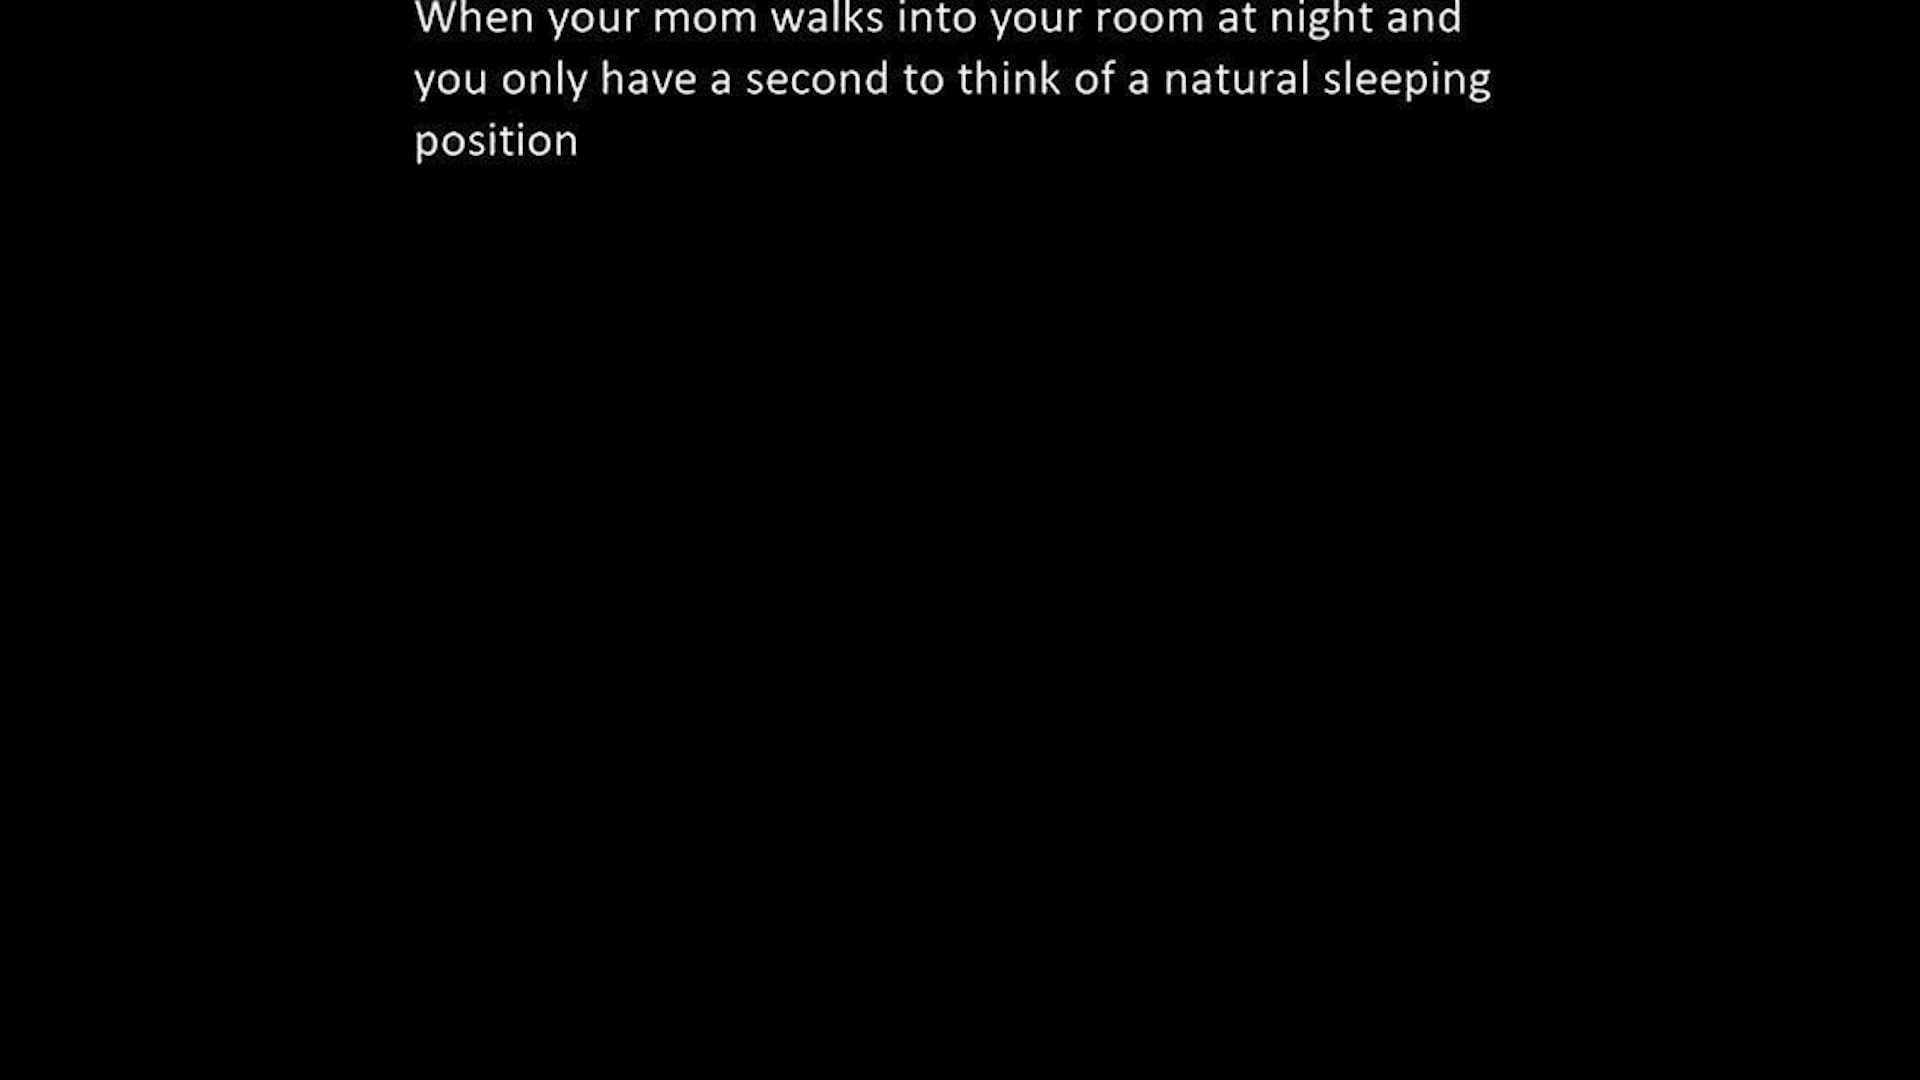 When your mom walks into your room at night and
you only have a second to think of a natural sleeping
position